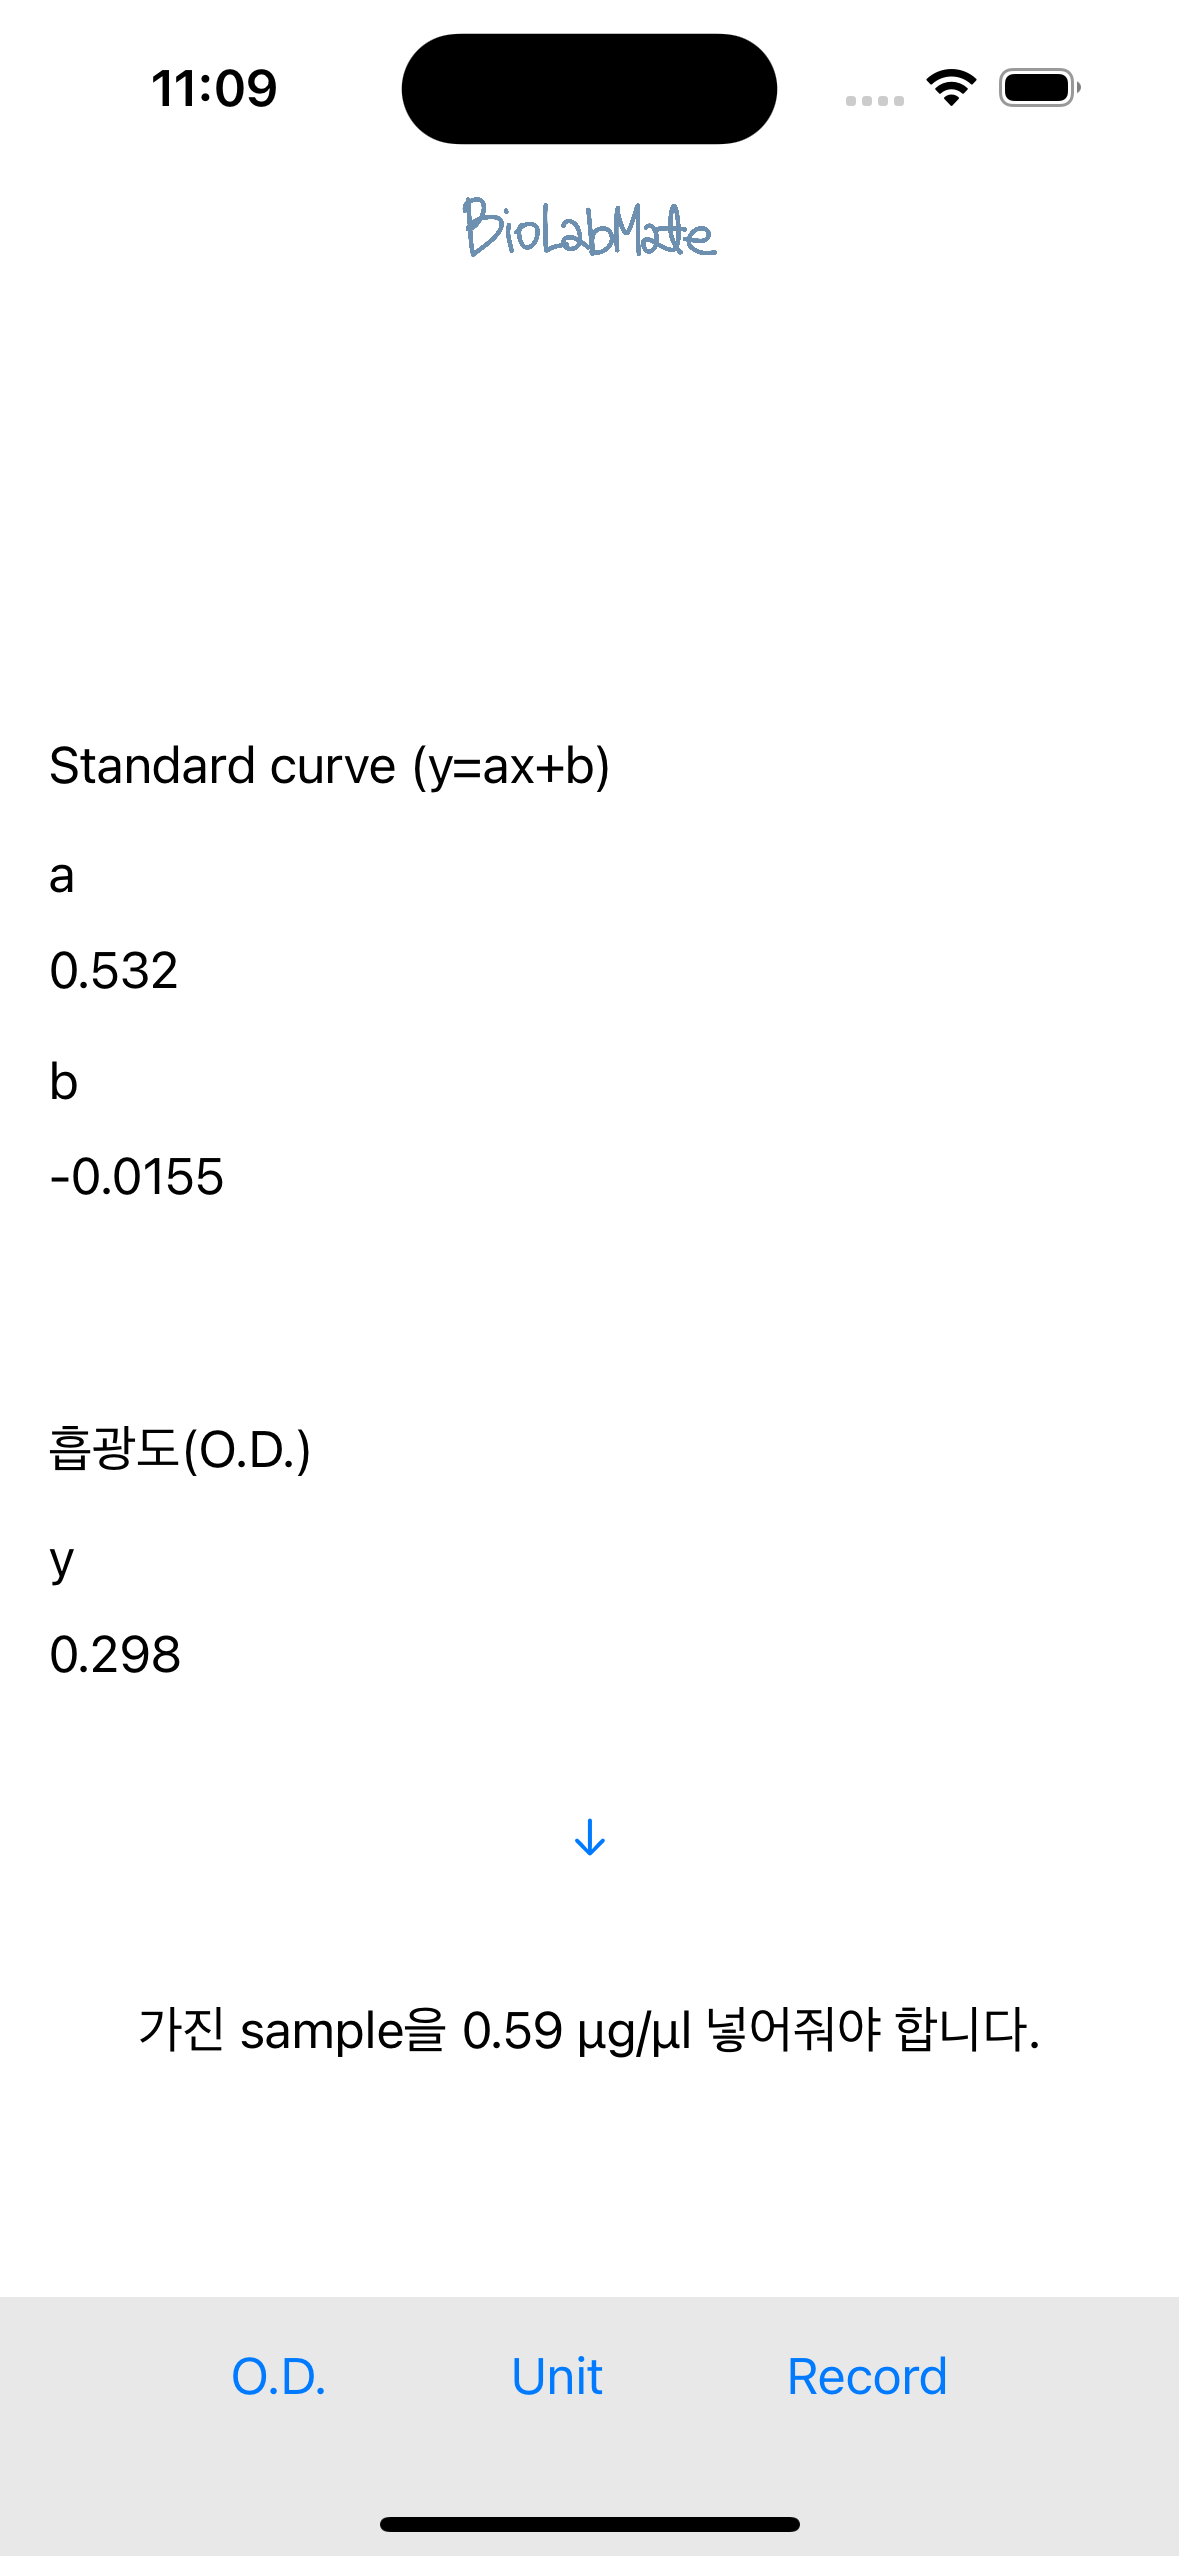 11:09
BioLabMate
Standard curve (y=ax+b)
a
0.532
b
-0.0155
흡광도(O.D.)
y
0.298
↓
가진 sample을 0.59 μg/μl 넣어줘야 합니다.
O.D. Unit Record